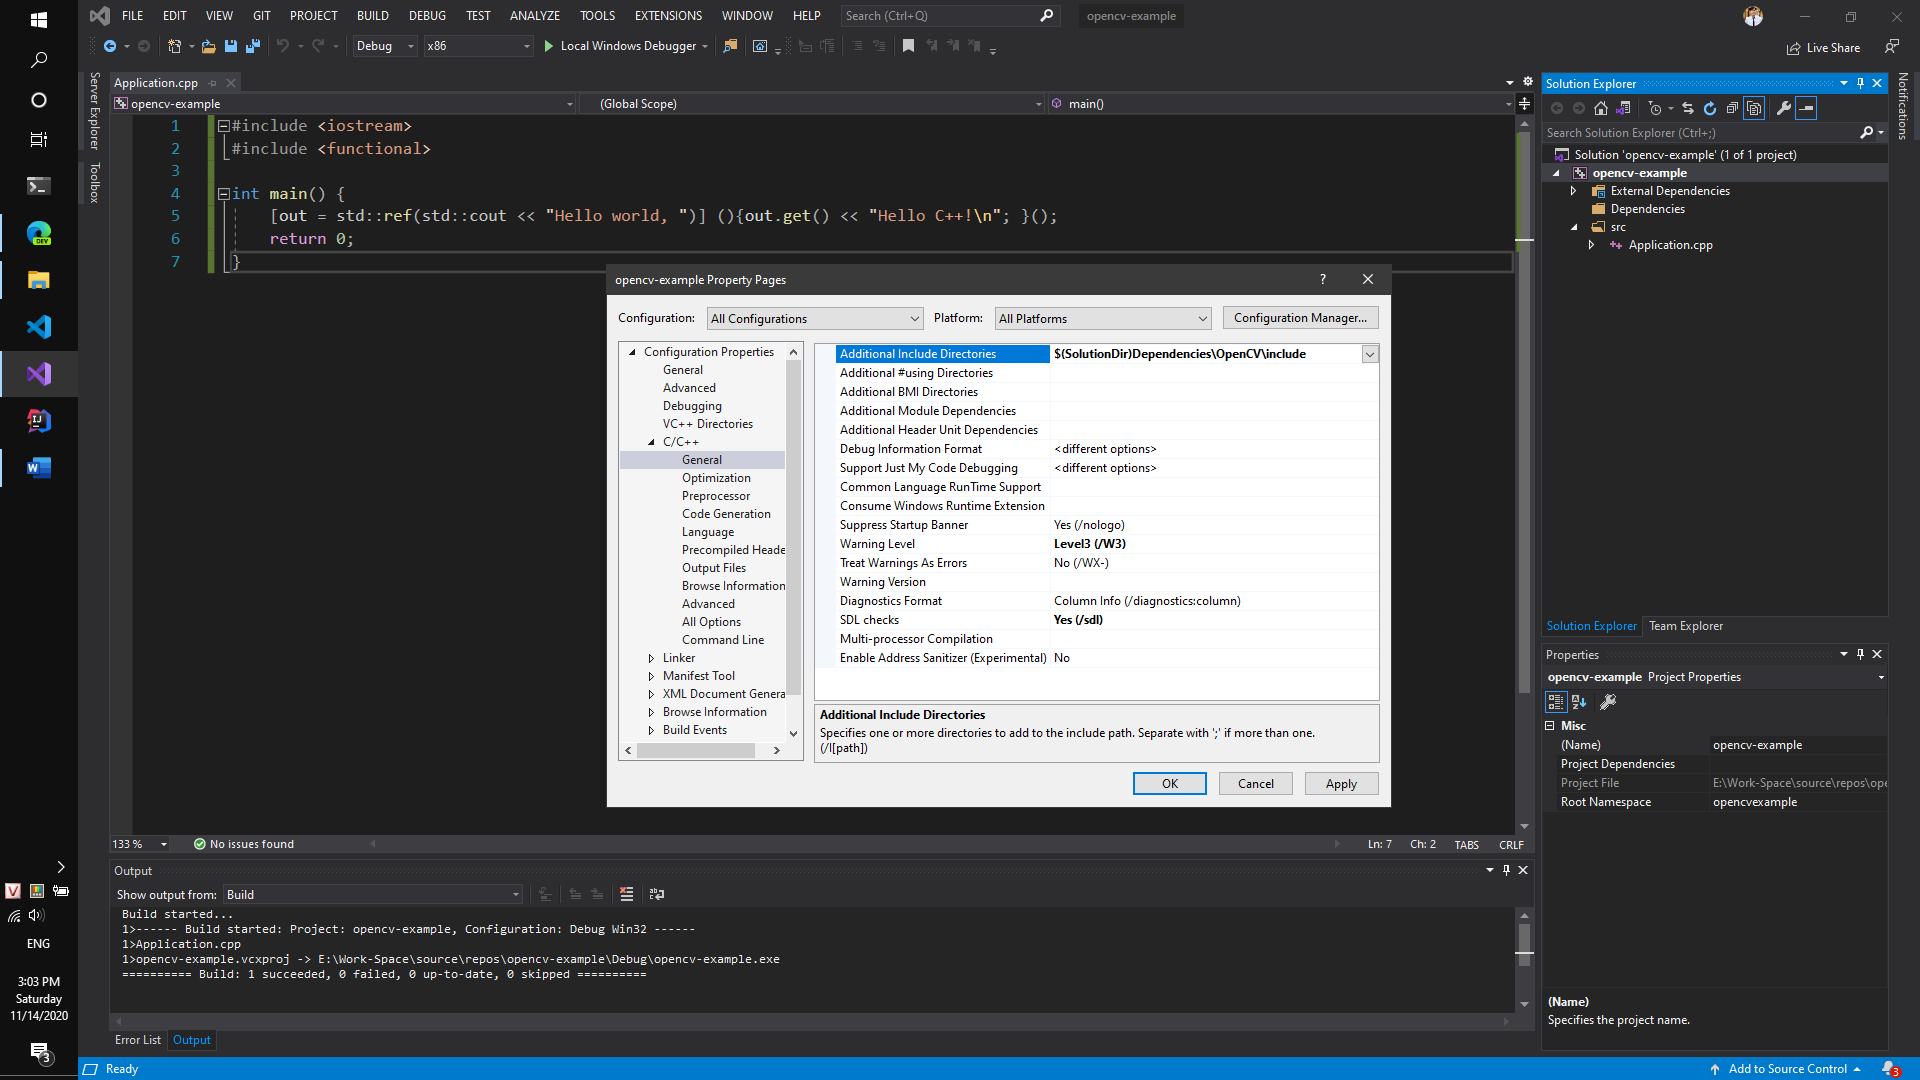 FILE EDIT VIEW GIT PROJECT BUILD DEBUG TEST ANALYZE TOOLS EXTENSIONS WINDOW HELP Search (Ctrl+Q) opencv-example
Debug x86 Local Windows Debugger Live Share
Server Explorer
Toolbox
Application.cpp
opencv-example (Global Scope) main()
1 #include <iostream>
2 #include <functional>
3
4 int main() {
5 [out = std::ref(std::cout << "Hello world, ")] (){out.get() << "Hello C++!\n"; }();
6 return 0;
7 }
opencv-example Property Pages ?
Configuration: All Configurations Platform: All Platforms Configuration Manager...
Configuration Properties
General
Advanced
Debugging
VC++ Directories
C/C++
General
Optimization
Preprocessor
Code Generation
Language
Precompiled Heade
Output Files
Browse Information
Advanced
All Options
Command Line
Linker
Manifest Tool
XML Document Genera
Browse Information
Build Events
Additional Include Directories $(SolutionDir)Dependencies\OpenCV\include
Additional #using Directories
Additional BMI Directories
Additional Module Dependencies
Additional Header Unit Dependencies
Debug Information Format <different options>
Support Just My Code Debugging <different options>
Common Language RunTime Support
Consume Windows Runtime Extension
Suppress Startup Banner Yes (/nologo)
Warning Level Level3 (/W3)
Treat Warnings As Errors No (/WX-)
Warning Version
Diagnostics Format Column Info (/diagnostics:column)
SDL checks Yes (/sdl)
Multi-processor Compilation
Enable Address Sanitizer (Experimental) No
Additional Include Directories
Specifies one or more directories to add to the include path. Separate with ';' if more than one.
(/I[path])
OK Cancel Apply
133 % No issues found Ln: 7 Ch: 2 TABS CRLF
Output
Show output from: Build
Build started...
1>------ Build started: Project: opencv-example, Configuration: Debug Win32 ------
1>Application.cpp
1>opencv-example.vcxproj -> E:\Work-Space\source\repos\opencv-example\Debug\opencv-example.exe
========== Build: 1 succeeded, 0 failed, 0 up-to-date, 0 skipped ==========
Error List Output
Solution Explorer
Search Solution Explorer (Ctrl+;)
Solution 'opencv-example' (1 of 1 project)
opencv-example
External Dependencies
Dependencies
src
Application.cpp
Solution Explorer Team Explorer
Properties
opencv-example Project Properties
Misc
(Name) opencv-example
Project Dependencies
Project File E:\Work-Space\source\repos\ope
Root Namespace opencvexample
(Name)
Specifies the project name.
Notifications
DEV
IJ
W
V
ENG
3:03 PM
Saturday
11/14/2020
3
Ready Add to Source Control 3